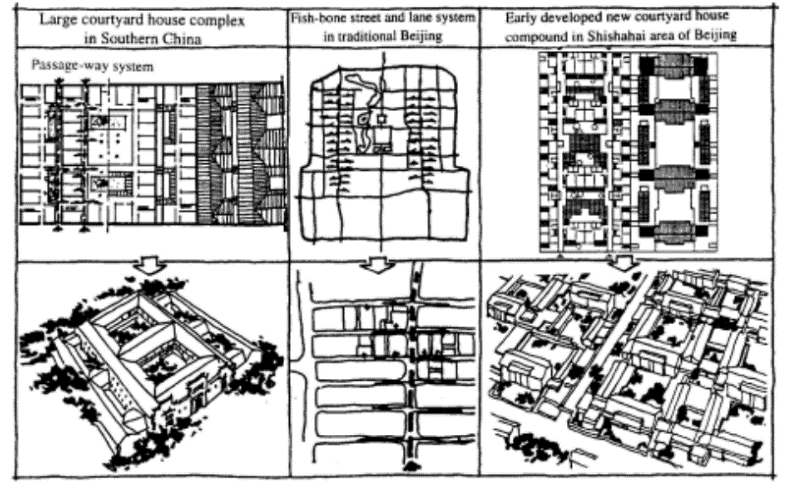 Large courtyard house complex
in Southern China
Fish-bone street and lane system
in traditional Beijing
Early developed new courtyard house
compound in Shishahai area of Beijing
Passage-way system